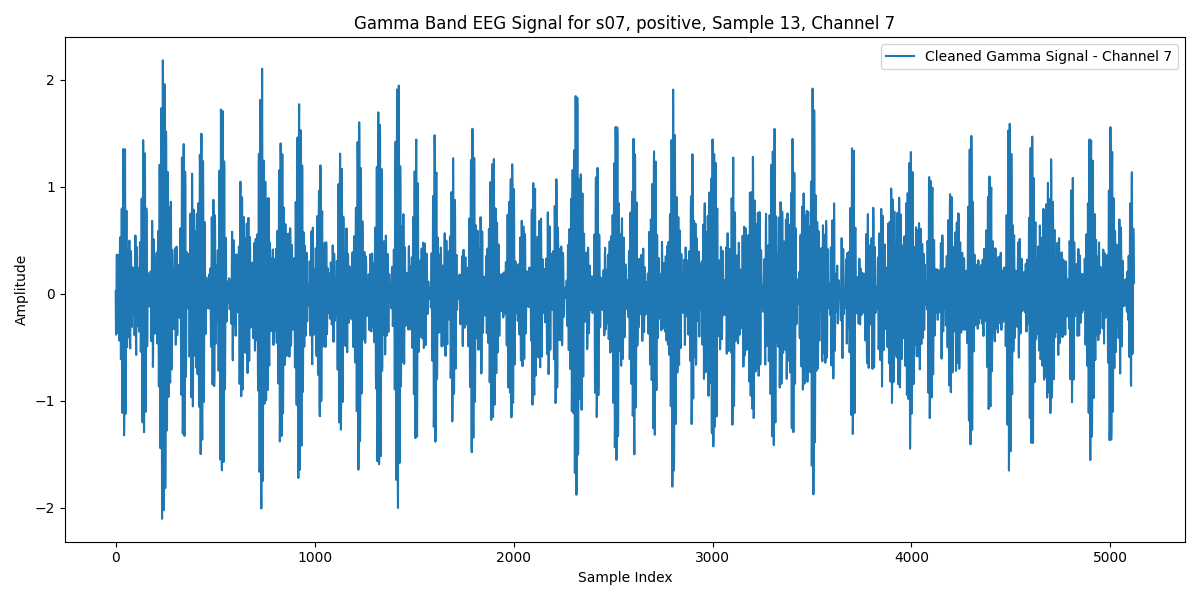 Gamma Band EEG Signal for s07, positive, Sample 13, Channel 7
Cleaned Gamma Signal - Channel 7
Amplitude
2
1
0
−1
−2
0 1000 2000 3000 4000 5000
Sample Index